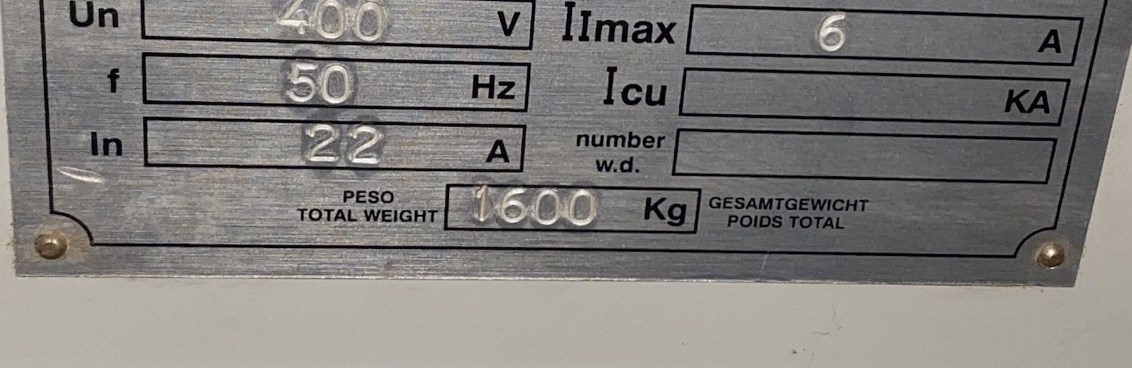 Un 400 V IImax 6 A
f 50 Hz Icu KA
In 22 A number
w.d.
PESO
TOTAL WEIGHT 1600 Kg GESAMTGEWICHT
POIDS TOTAL